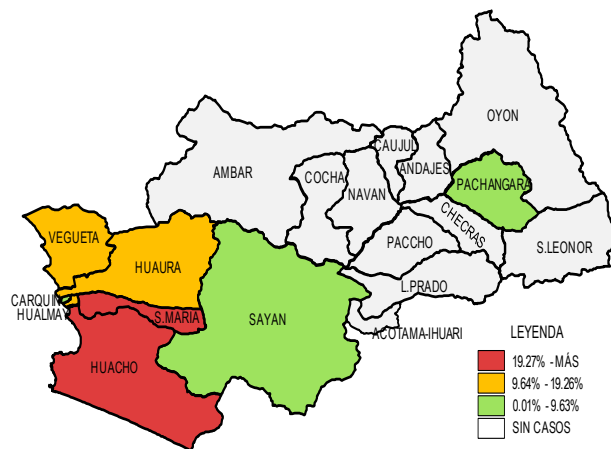 OYON
CAUJUL
AMBAR
COCHA
ANDAJES
NAVAN
PACHANGARA
CHECRAS
VEGUETA
PACCHO
S.LEONOR
HUAURA
L.PRADO
CARQUIN
HUALMAY
S.MARIA
SAYAN
ACOTAMA-IHUARI
HUACHO
LEYENDA
19.27% - MÁS
9.64% - 19.26%
0.01% - 9.63%
SIN CASOS